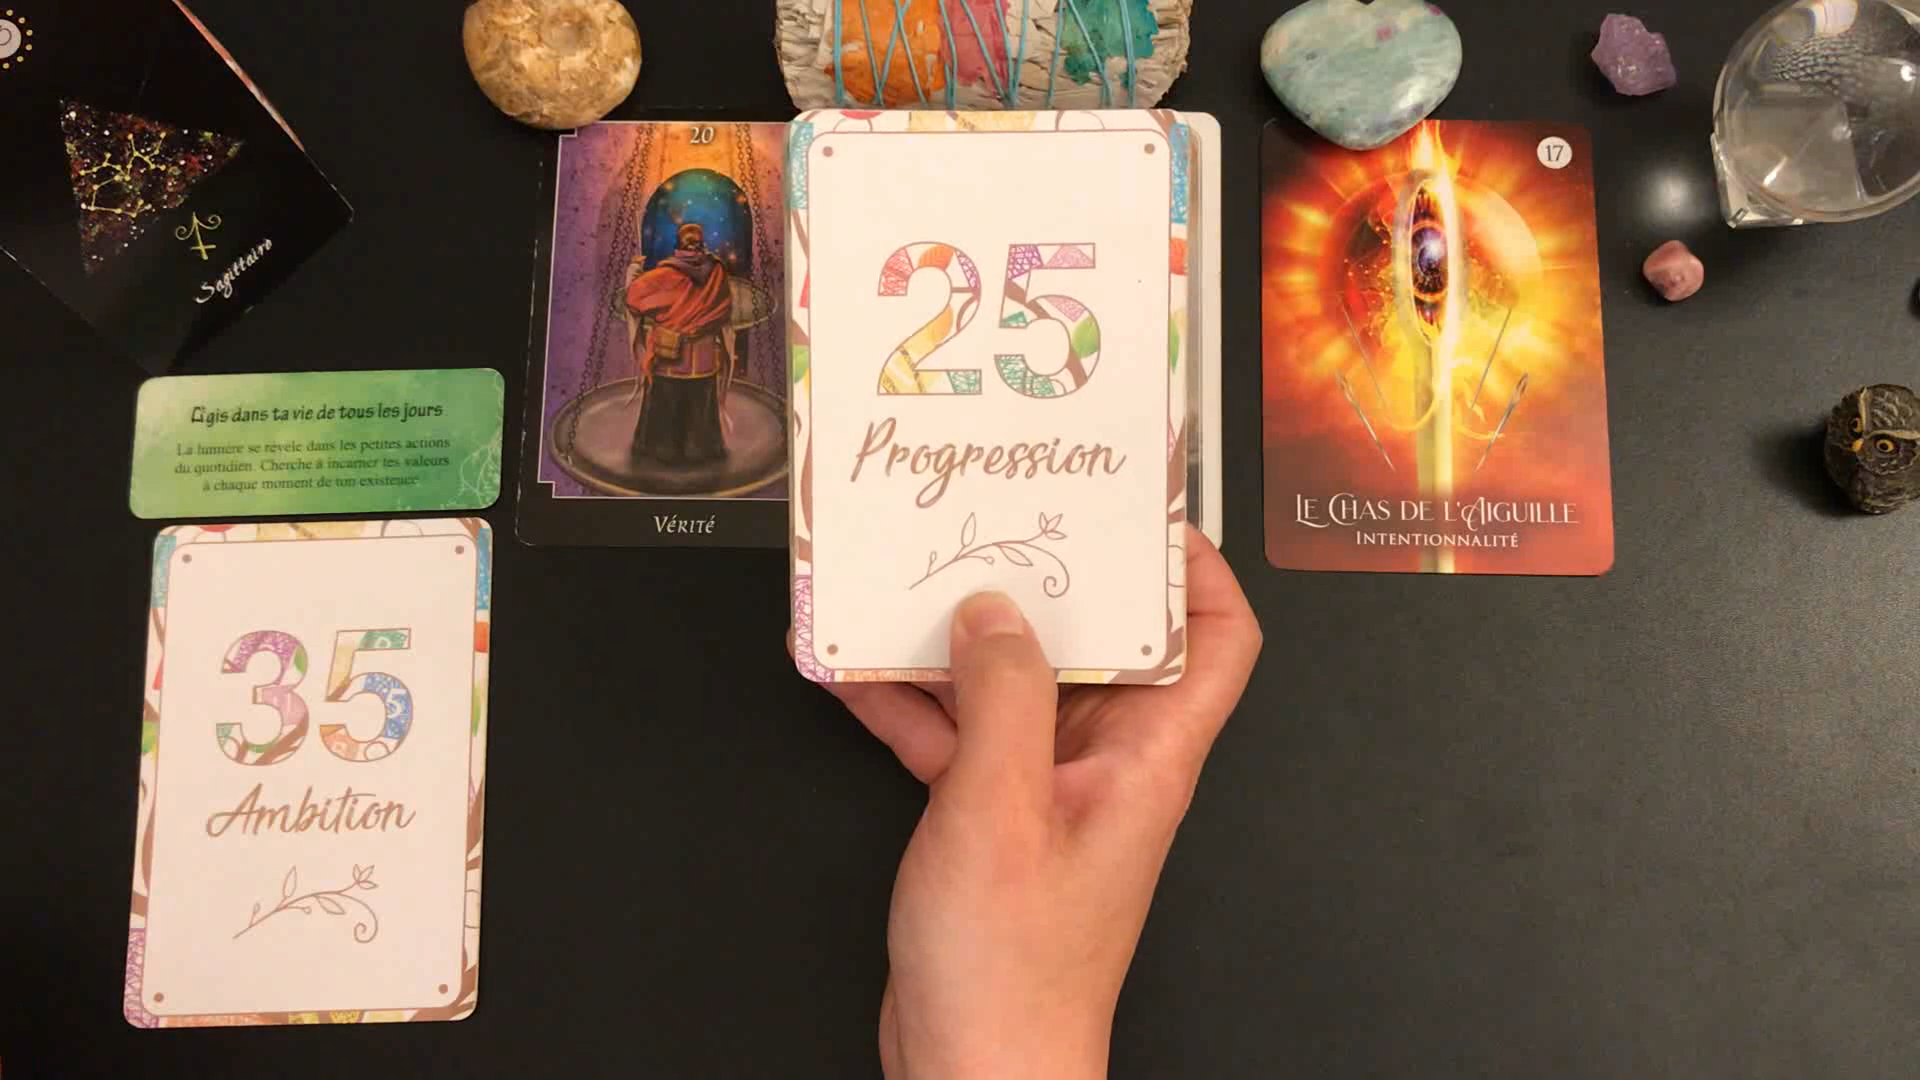 Sagittaire
20
Vérité
25
Progression
17
Le Chas de l'Aiguille
Intentionnalité
Agis dans ta vie de tous les jours
La lumière se révèle dans les petites actions
du quotidien. Cherche à incarner tes valeurs
à chaque moment de ton existence
35
Ambition